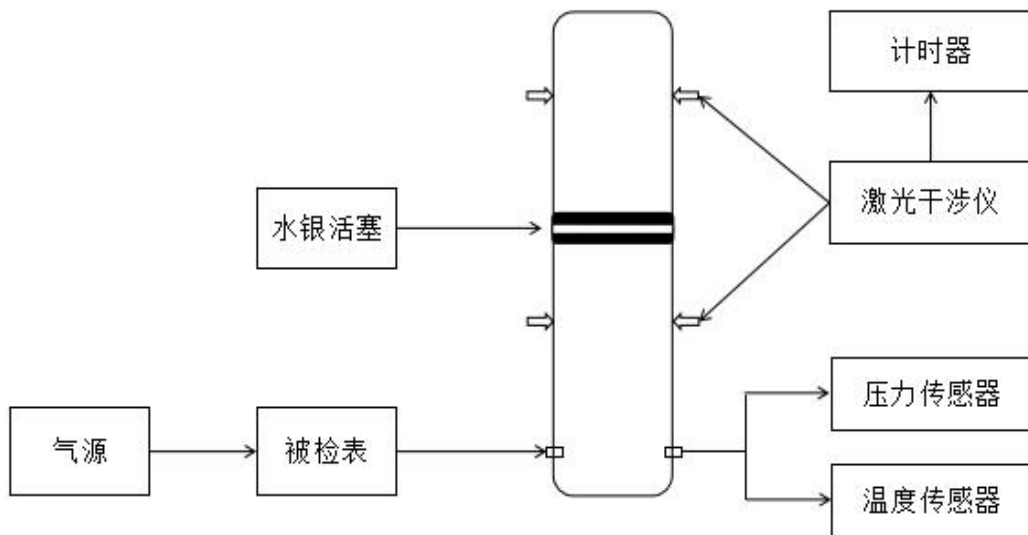 计时器
水银活塞
激光干涉仪
气源
被检表
压力传感器
温度传感器